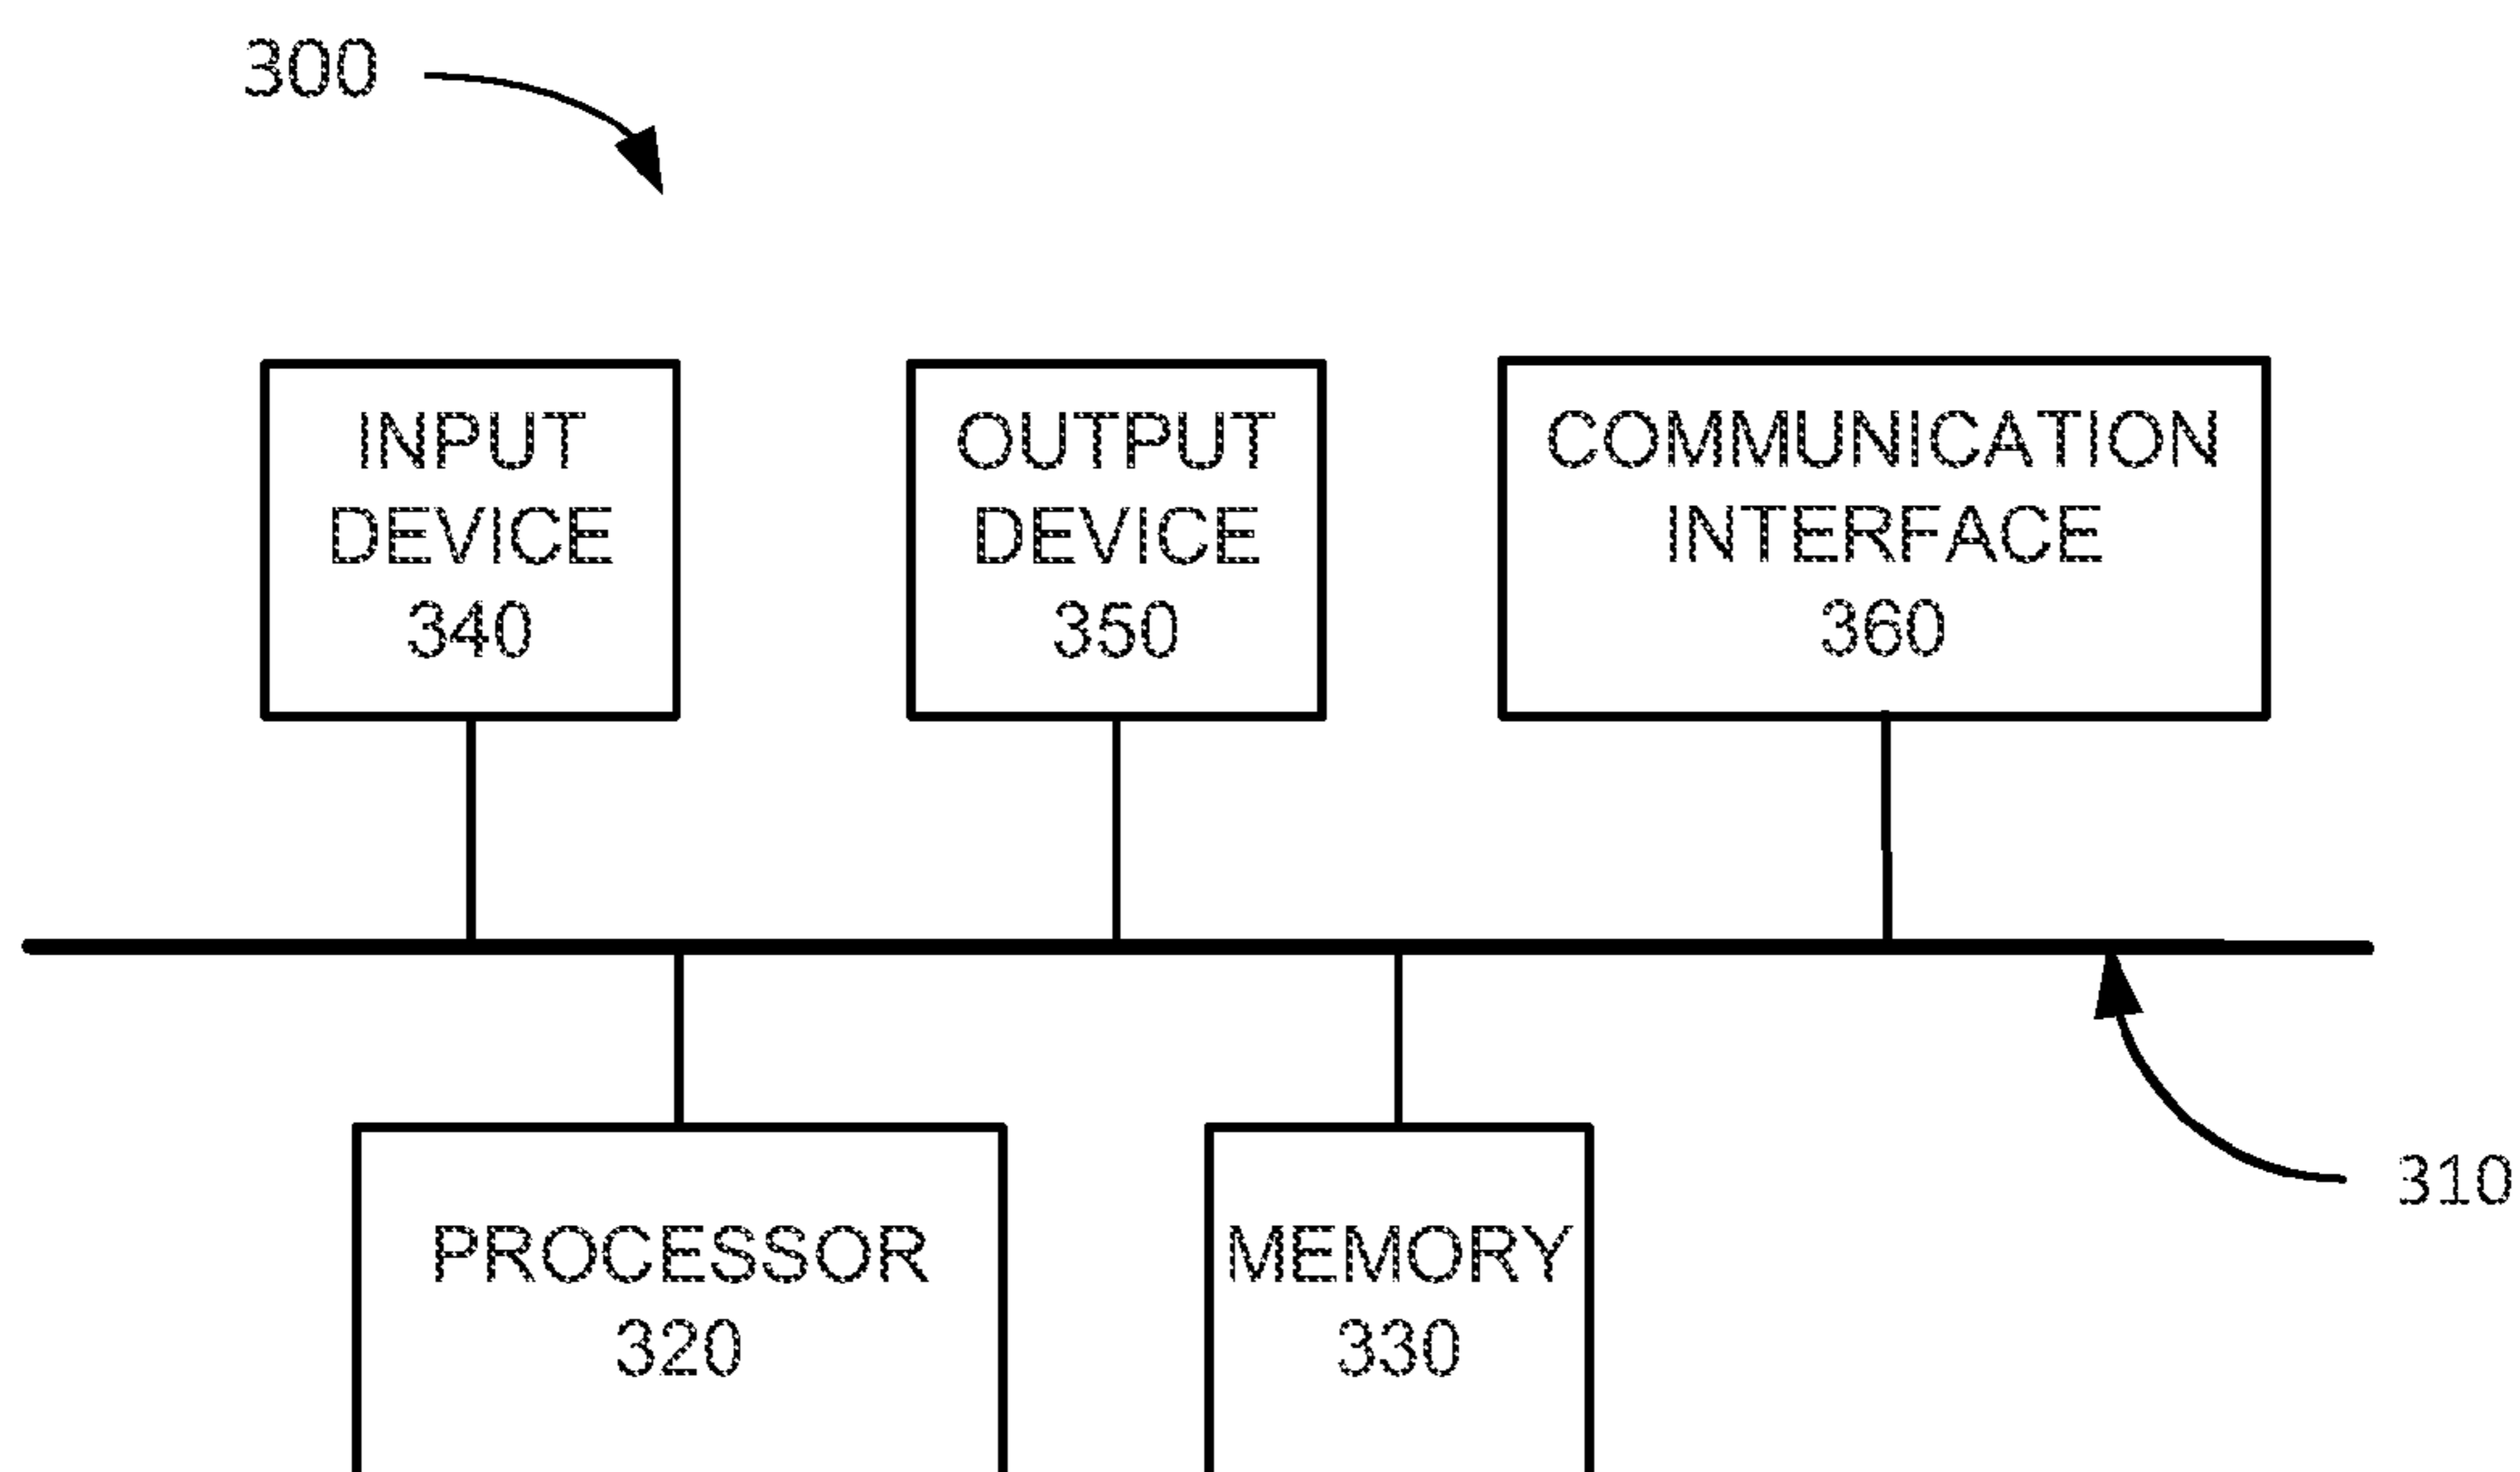 300
INPUT
DEVICE
340
OUTPUT
DEVICE
350
COMMUNICATION
INTERFACE
360
PROCESSOR
320
MEMORY
330
310